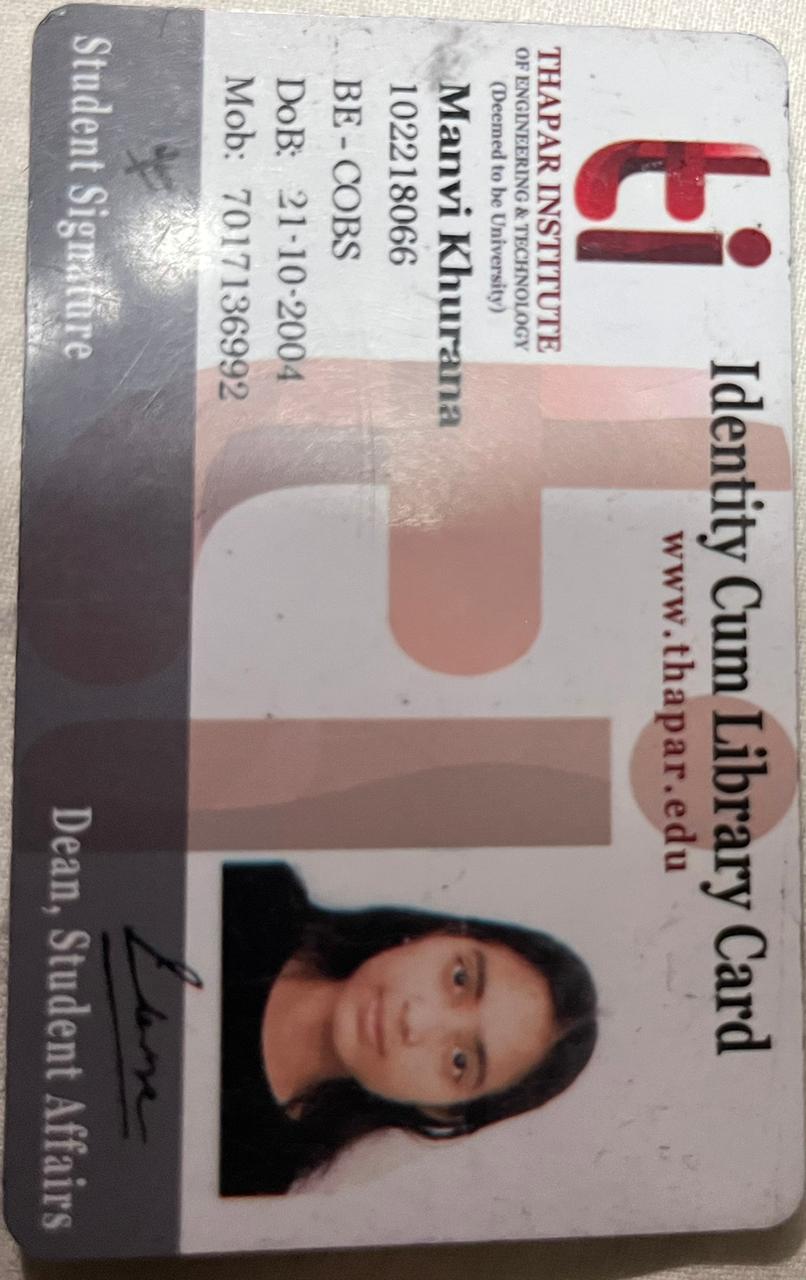 Identity Cum Library Card
www.thapar.edu
ti
THAPAR INSTITUTE
OF ENGINEERING & TECHNOLOGY
(Deemed to be University)
Manvi Khurana
102218066
BE - COBS
DoB: 21-10-2004
Mob: 7017136992
Student Signature
Dean, Student Affairs